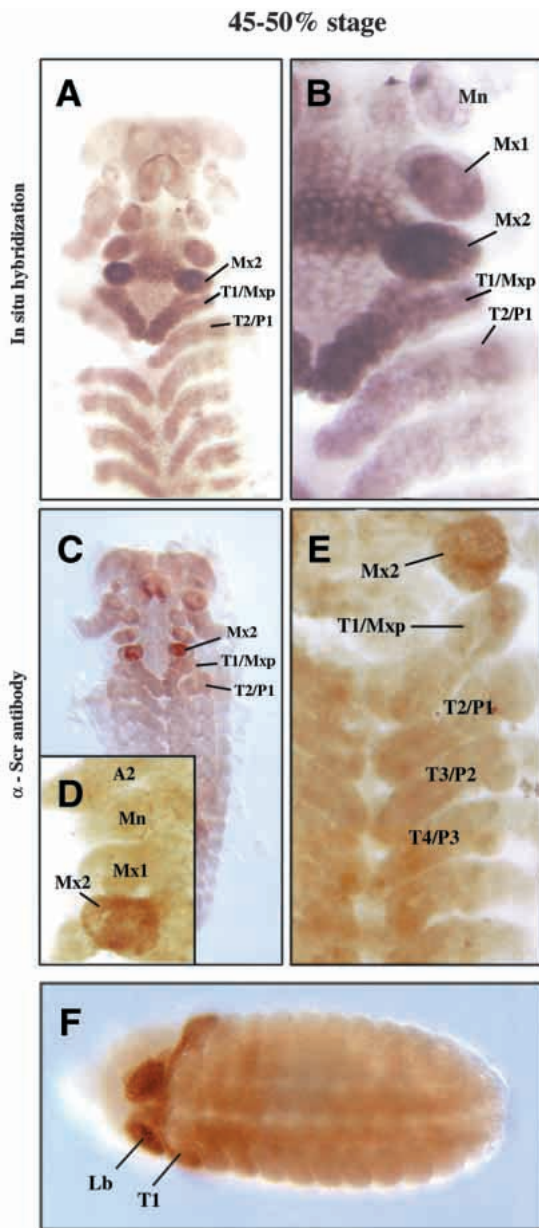 45-50% stage
In situ hybridization
A
Mx2
T1/Mxp
T2/P1
B
Mn
Mx1
Mx2
T1/Mxp
T2/P1
α - Scr antibody
C
Mx2
T1/Mxp
T2/P1
D
A2
Mn
Mx1
Mx2
E
Mx2
T1/Mxp
T2/P1
T3/P2
T4/P3
F
Lb
T1